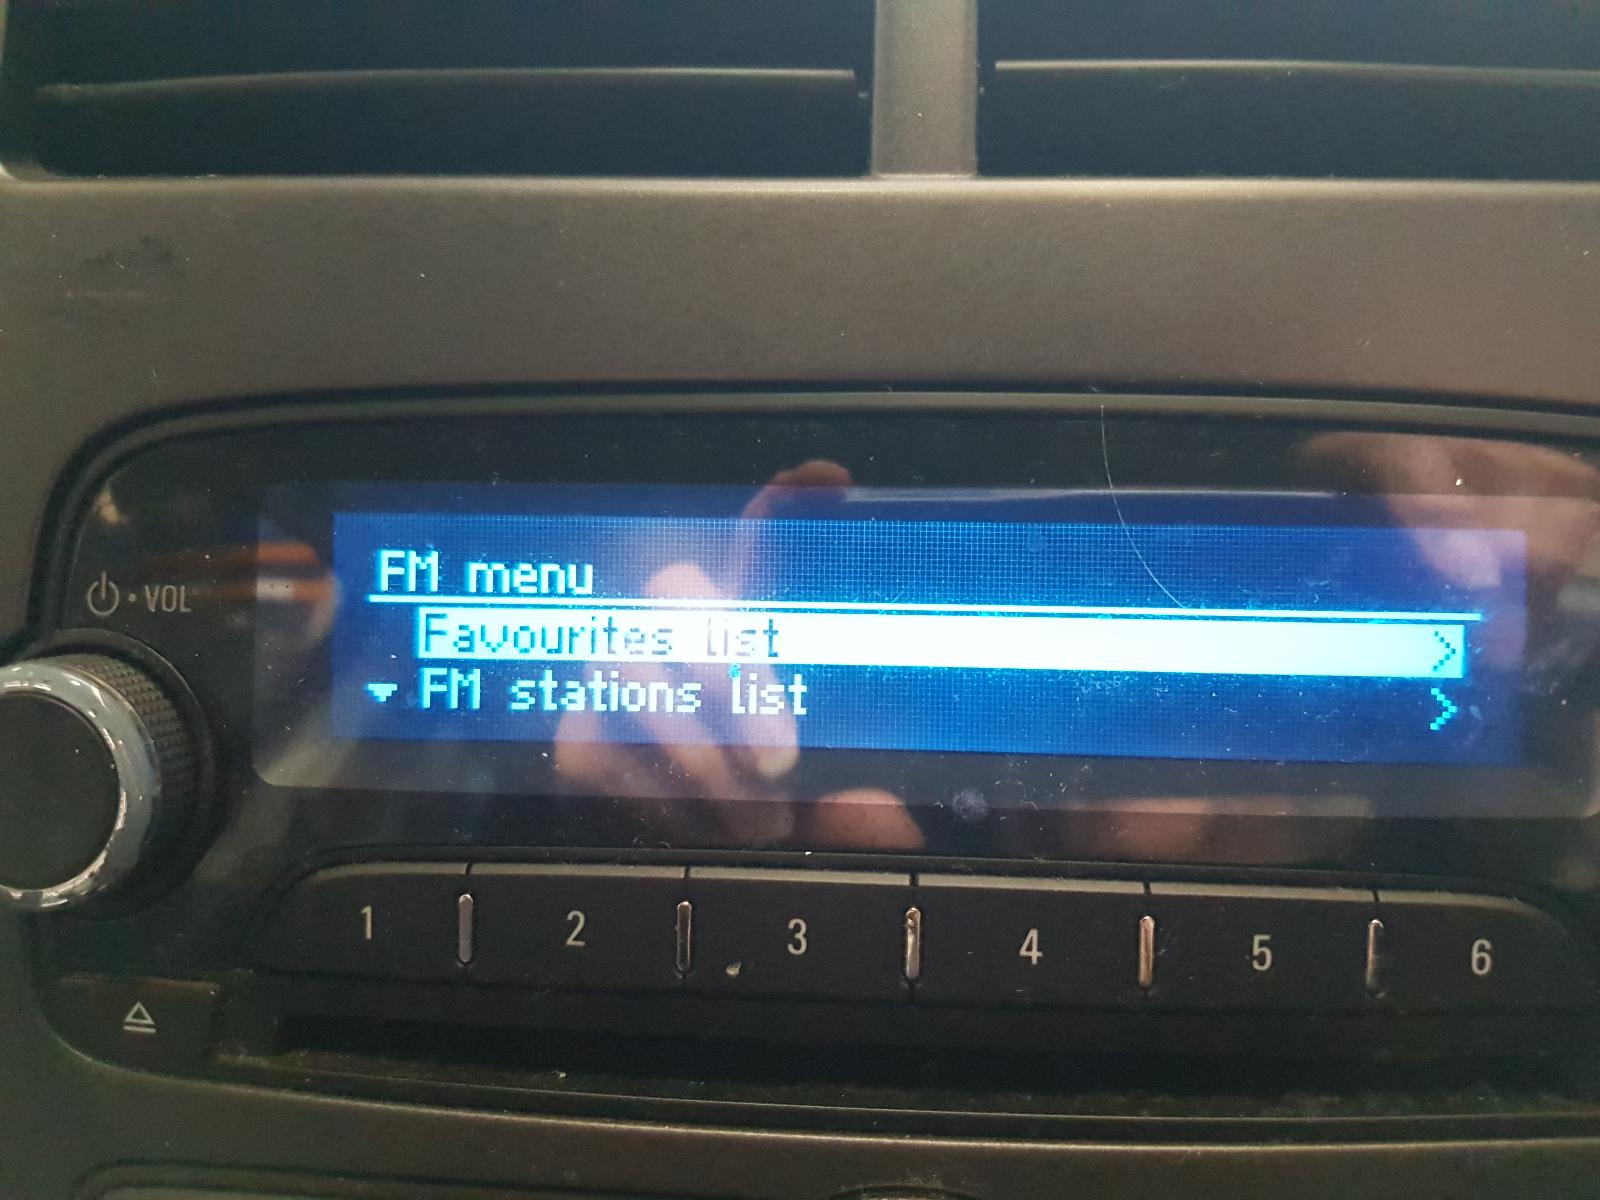 FM menu
Favourites list
FM stations list
VOL
1 2 3 4 5 6